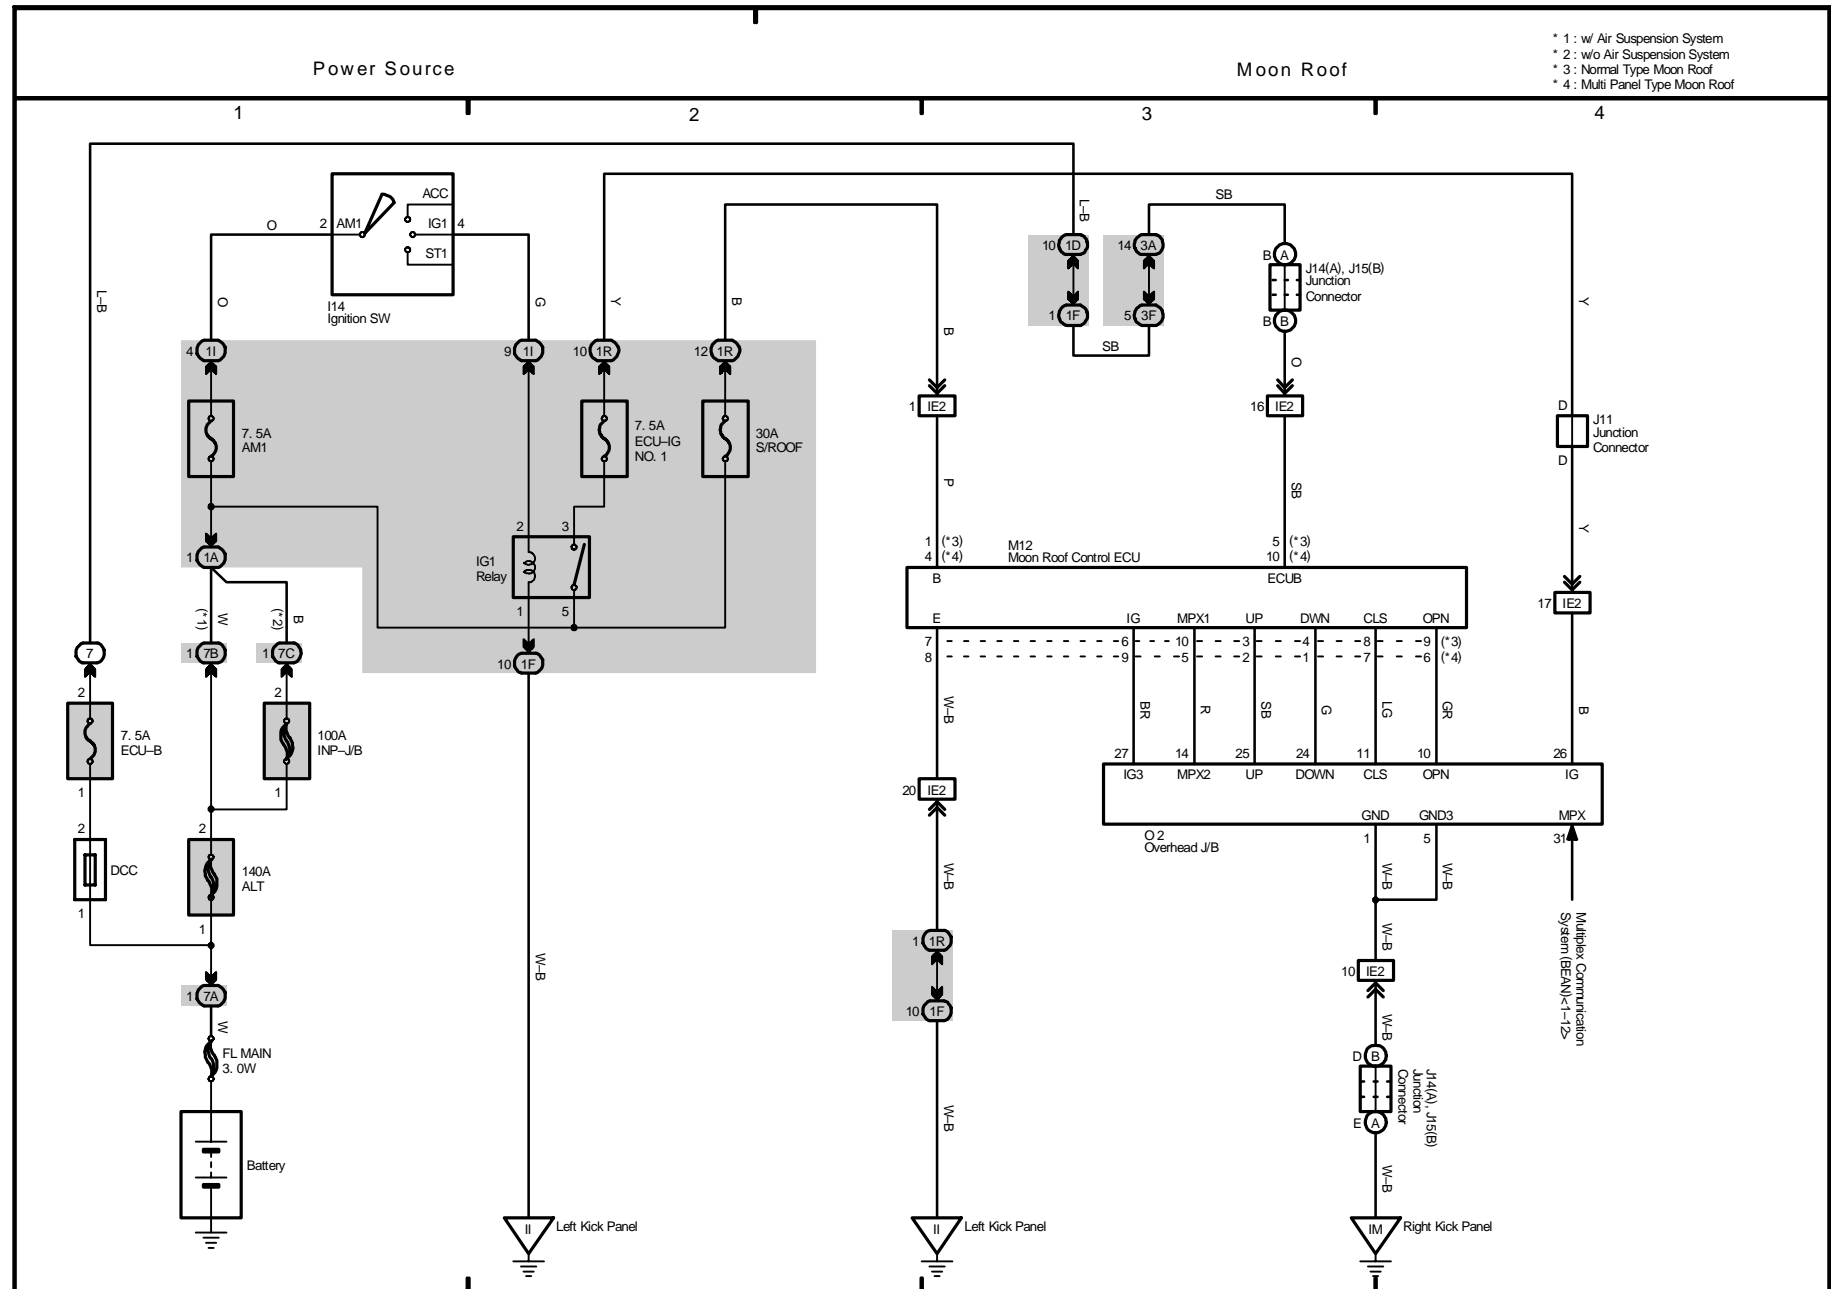 Power Source
Moon Roof
* 1 : w/ Air Suspension System
* 2 : w/o Air Suspension System
* 3 : Normal Type Moon Roof
* 4 : Multi Panel Type Moon Roof
1
2
3
4
L–B
O
O
2
AM1
ACC
IG1
4
ST1
I14
Ignition SW
G
Y
B
4 1I
9 1I
10 1R
12 1R
7. 5A
AM1
7. 5A
ECU–IG
NO. 1
30A
S/ROOF
2
3
IG1
Relay
1
5
1 1A
W
(*1)
B
(*2)
7
1 7B
1 7C
10 1F
2
7. 5A
ECU–B
1
2
100A
INP–J/B
1
2
DCC
1
2
140A
ALT
1
1 7A
W
FL MAIN
3. 0W
Battery
W–B
II
Left Kick Panel
B
1 IE2
P
1 (*3)
4 (*4)
M12
Moon Roof Control ECU
L–B
10 1D
1 1F
SB
14 3A
5 3F
SB
B A
J14(A), J15(B)
Junction
Connector
B B
O
16 IE2
SB
5 (*3)
10 (*4)
B
ECUB
E
IG
MPX1
UP
DWN
CLS
OPN
7
6
10
3
4
8
9 (*3)
8
9
5
2
1
7
6 (*4)
W–B
BR
R
SB
G
LG
GR
Y
D
J11
Junction
Connector
D
Y
17 IE2
B
27
14
25
24
11
10
26
IG3
MPX2
UP
DOWN
CLS
OPN
IG
GND
GND3
MPX
O 2
Overhead J/B
1
5
31
20 IE2
W–B
1 1R
10 1F
W–B
II
Left Kick Panel
W–B
W–B
W–B
10 IE2
W–B
D B
J14(A), J15(B)
Junction
Connector
E A
W–B
IM
Right Kick Panel
Multiplex Communication
System (BEAN)<1–12>